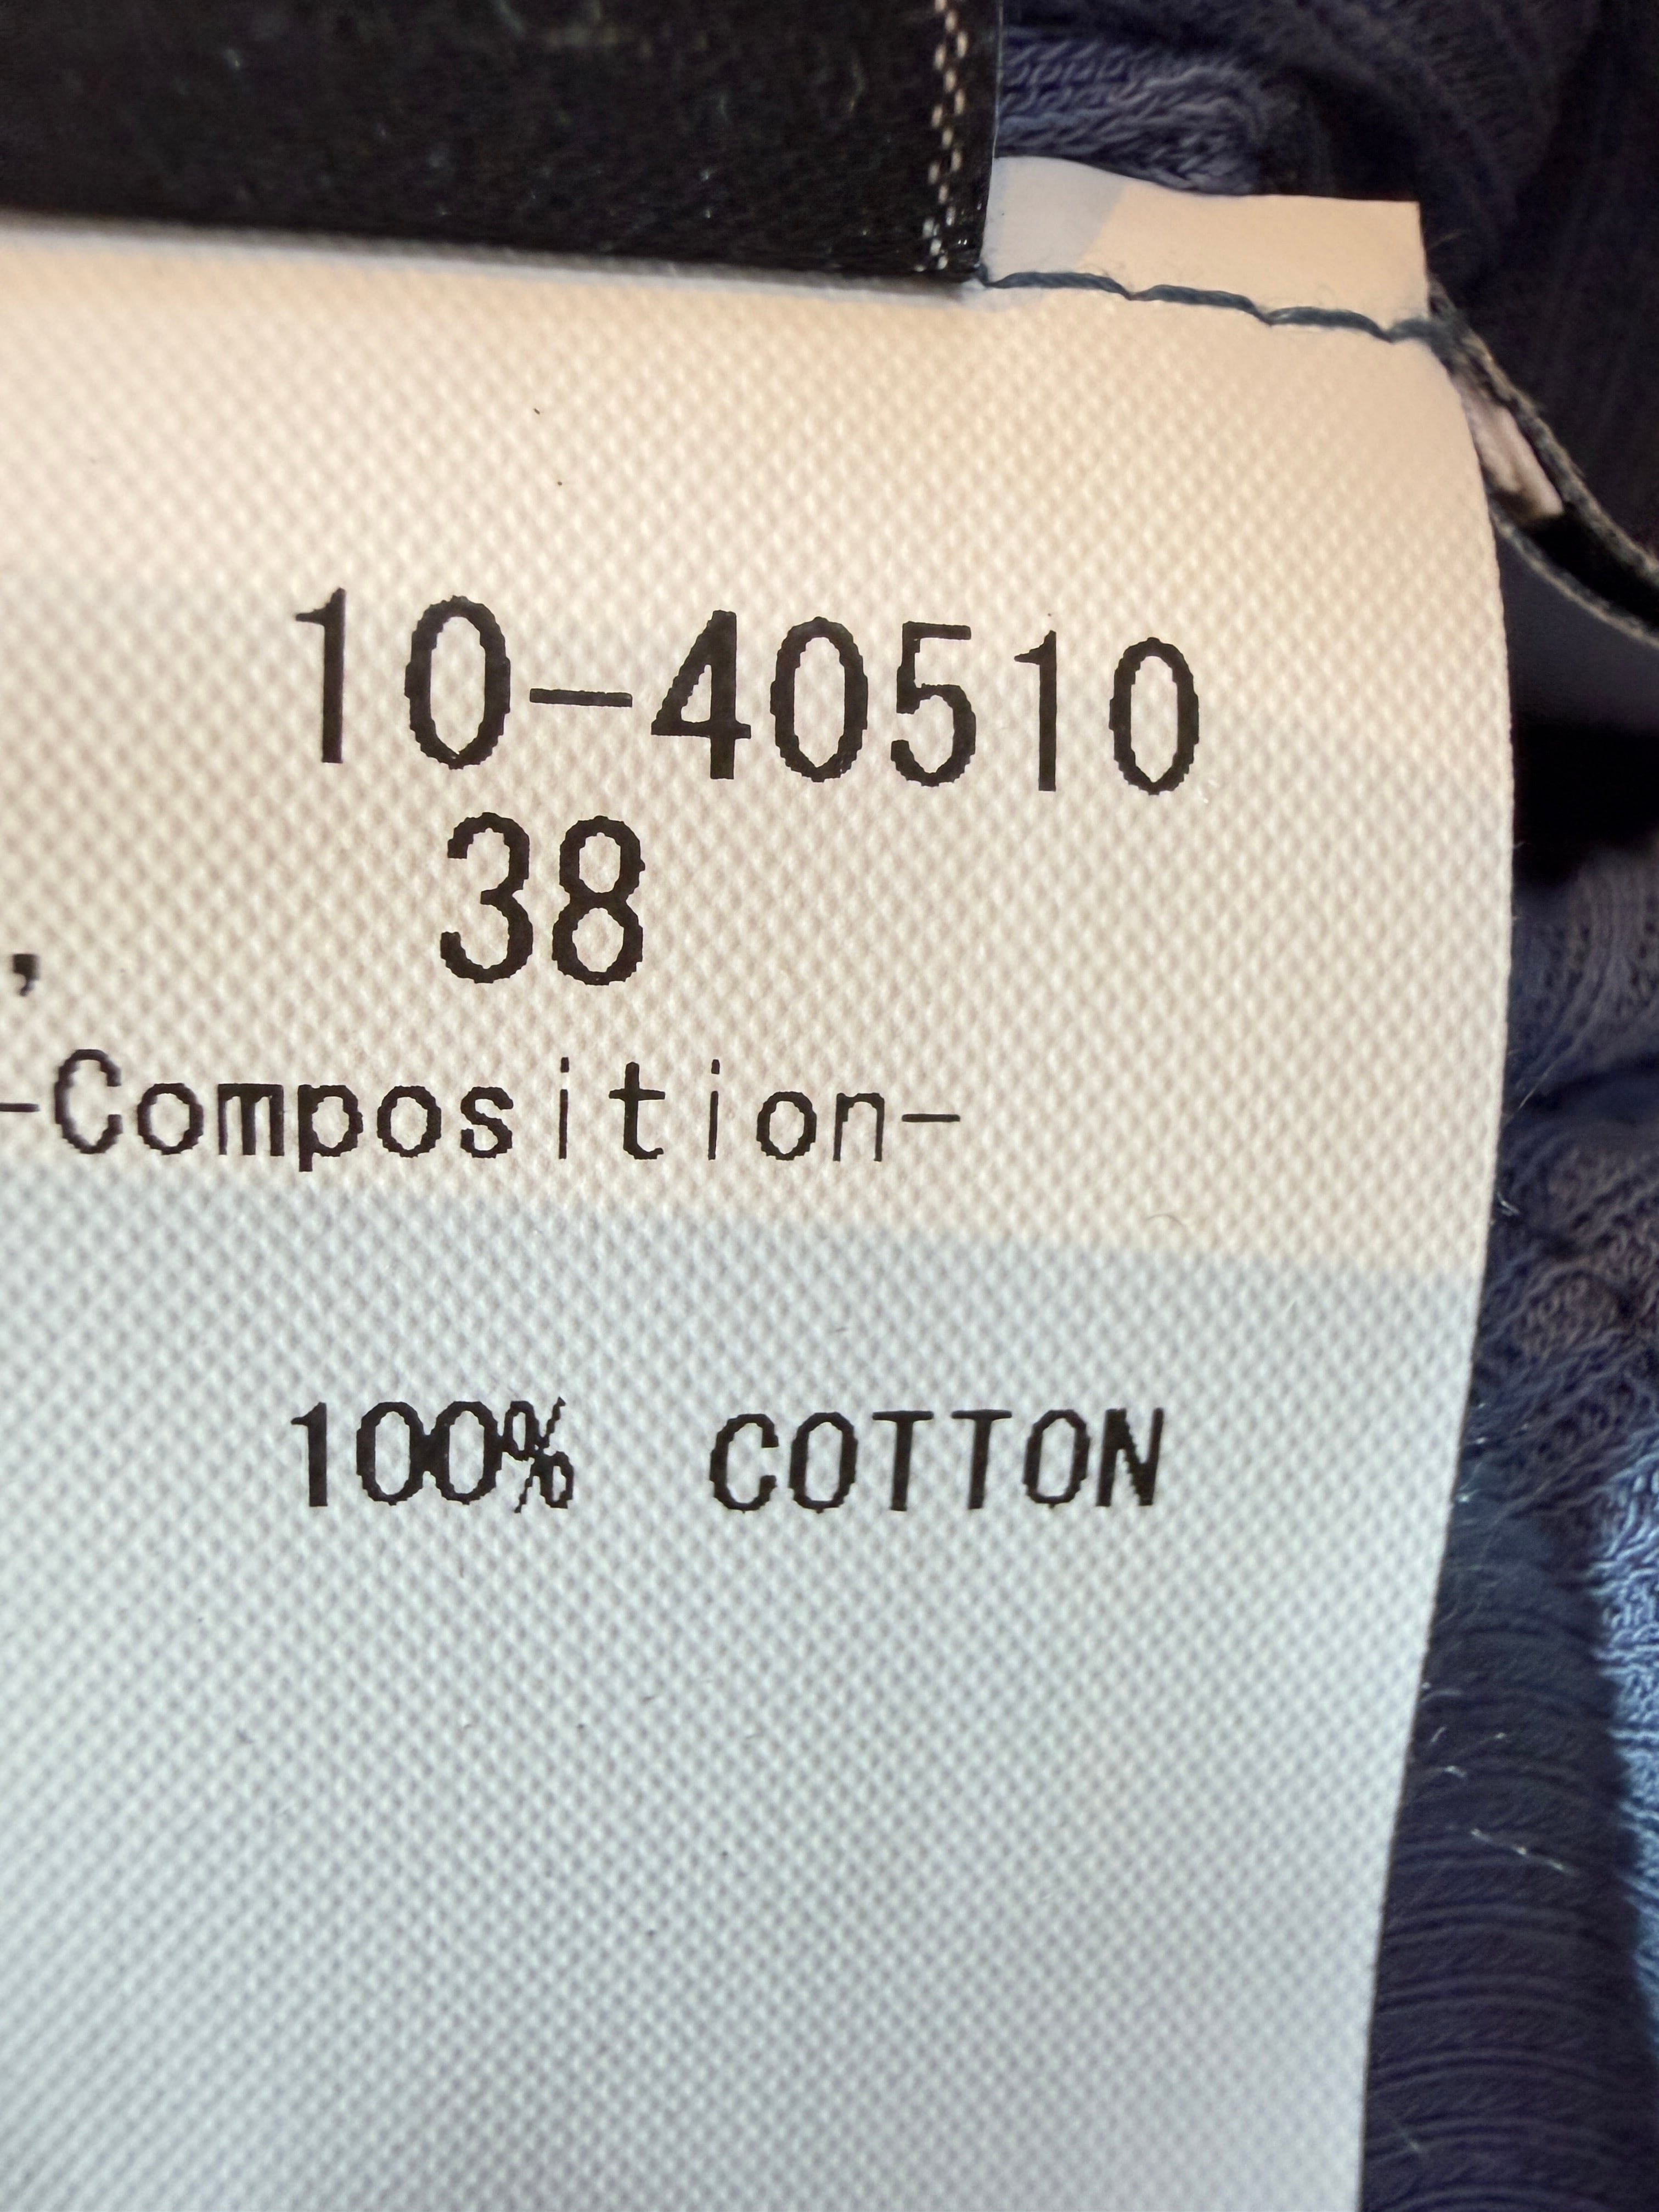 10-40510
, 38
-Composition-
100% COTTON